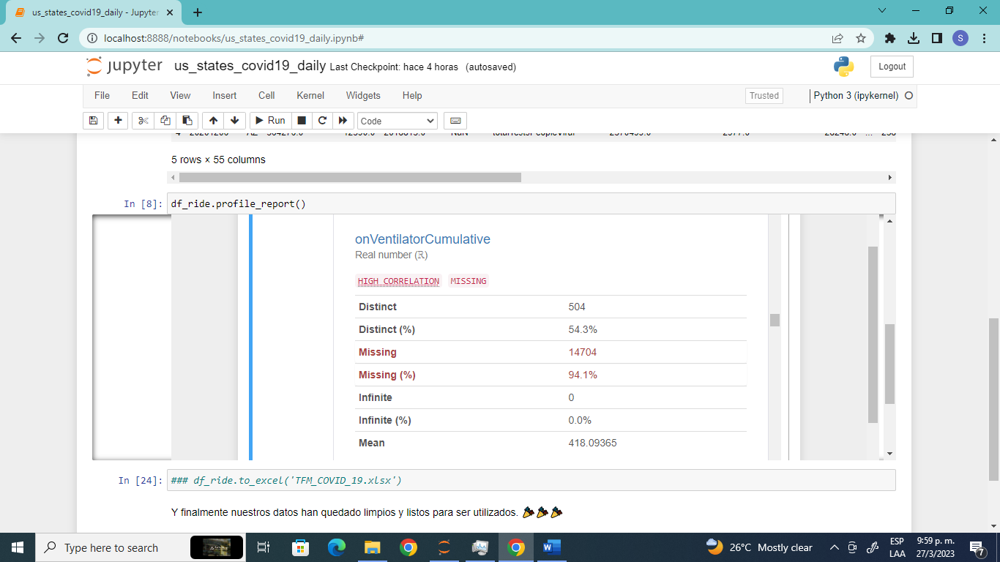 us_states_covid19_daily - Jupyter
localhost:8888/notebooks/us_states_covid19_daily.ipynb#
S
jupyter us_states_covid19_daily Last Checkpoint: hace 4 horas (autosaved)
Logout
File Edit View Insert Cell Kernel Widgets Help
Trusted Python 3 (ipykernel)
Run Code
5 rows × 55 columns
In [8]: df_ride.profile_report()
onVentilatorCumulative
Real number (ℝ)
HIGH CORRELATION MISSING
Distinct 504
Distinct (%) 54.3%
Missing 14704
Missing (%) 94.1%
Infinite 0
Infinite (%) 0.0%
Mean 418.09365
In [24]: ### df_ride.to_excel('TFM_COVID_19.xlsx')
Y finalmente nuestros datos han quedado limpios y listos para ser utilizados.
Type here to search
26°C Mostly clear
ESP
LAA
9:59 p. m.
27/3/2023
7